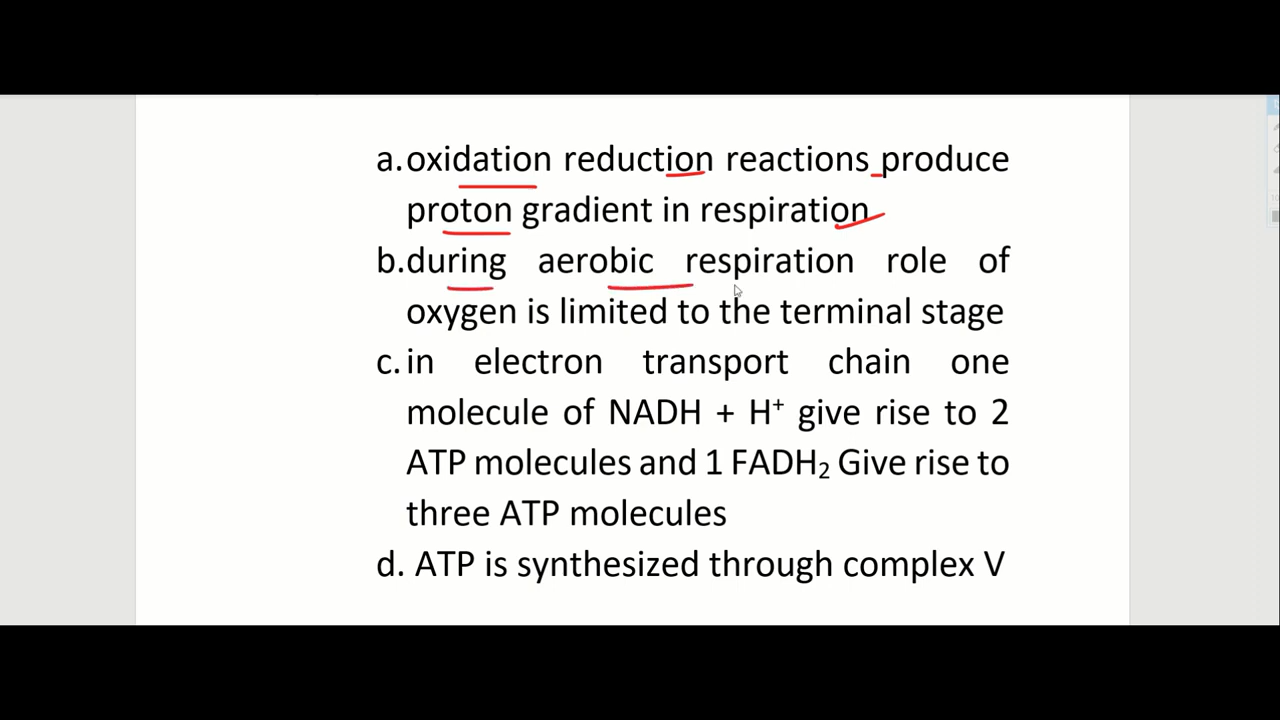 a. oxidation reduction reactions produce
proton gradient in respiration
b. during aerobic respiration role of
oxygen is limited to the terminal stage
c. in electron transport chain one
molecule of NADH + H⁺ give rise to 2
ATP molecules and 1 FADH₂ Give rise to
three ATP molecules
d. ATP is synthesized through complex V